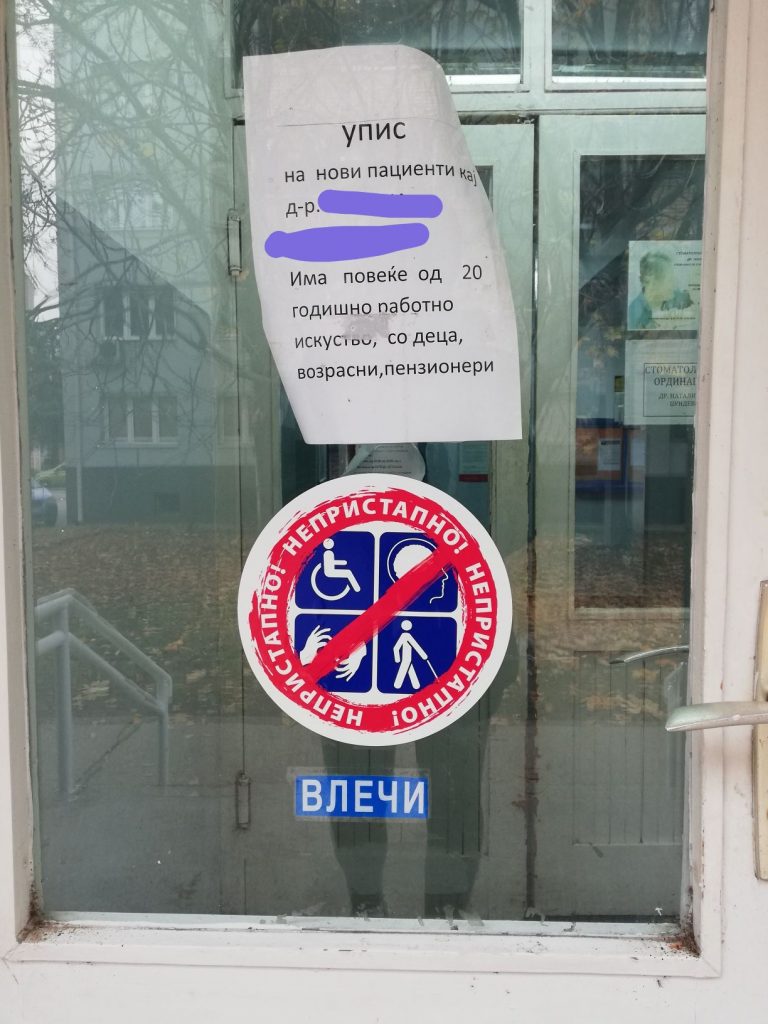 упис
на нови пациенти кај
д-р.
Има повеќе од 20
годишно работно
искуство, со деца,
возрасни,пензионери
НЕПРИСТАПНО! НЕПРИСТАПНО! НЕПРИСТАПНО! НЕПРИСТАПНО!
ВЛЕЧИ